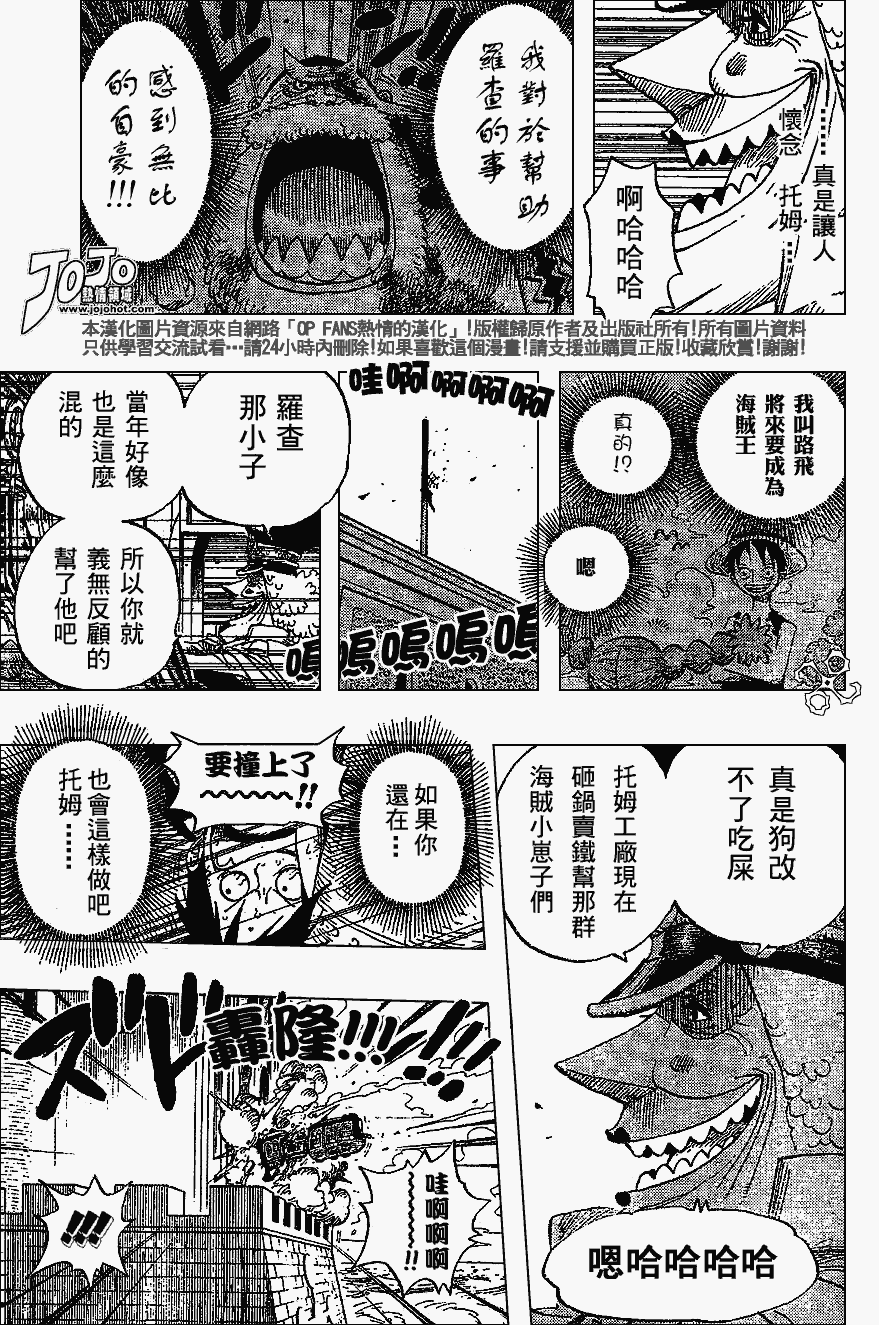 ……真是讓人
懷念 托姆……
啊哈哈哈
我對於幫助
羅查的事
感到無比
的自豪!!!
JOJO
熱情領域
www.jojohot.com
本漢化圖片資源來自網路「OP FANS熱情的漢化」!版權歸原作者及出版社所有!所有圖片資料
只供學習交流試看…請24小時內刪除!如果喜歡這個漫畫!請支援並購買正版!收藏欣賞!謝謝!
我叫路飛
將來要成為
海賊王
真的!?
嗯
哇啊啊啊啊
嗚嗚嗚嗚嗚嗚
羅查
那小子
當年好像
也是這麼
混的
所以你就
義無反顧的
幫了他吧
真是狗改
不了吃屎
托姆工廠現在
砸鍋賣鐵幫那群
海賊小崽子們
嗯哈哈哈哈
如果你
還在…
要撞上了
~~~~~~!!
也會這樣做吧
托姆……
ズド
轟隆!!!
哇啊啊啊
~~~~~~!!
!!!!